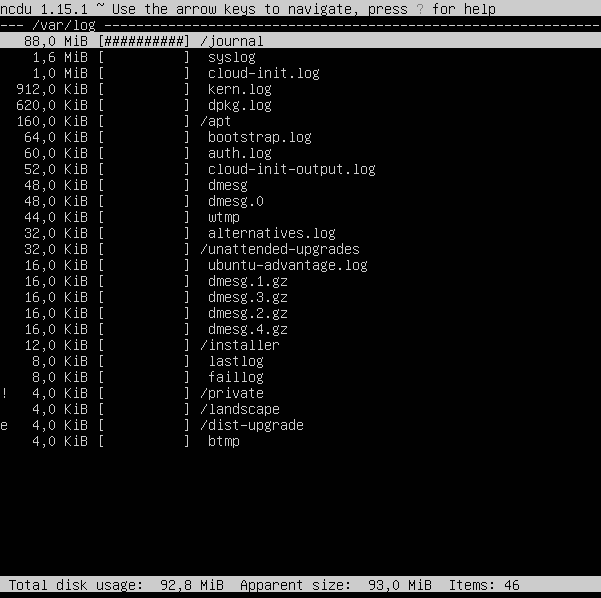 ncdu 1.15.1 ~ Use the arrow keys to navigate, press ? for help
--- /var/log ---------------------------------------------------------------
   88,0 MiB [##########] /journal
    1,6 MiB [          ]  syslog
    1,0 MiB [          ]  cloud-init.log
  912,0 KiB [          ]  kern.log
  620,0 KiB [          ]  dpkg.log
  160,0 KiB [          ] /apt
   64,0 KiB [          ]  bootstrap.log
   60,0 KiB [          ]  auth.log
   52,0 KiB [          ]  cloud-init-output.log
   48,0 KiB [          ]  dmesg
   48,0 KiB [          ]  dmesg.0
   44,0 KiB [          ]  wtmp
   32,0 KiB [          ]  alternatives.log
   32,0 KiB [          ] /unattended-upgrades
   16,0 KiB [          ]  ubuntu-advantage.log
   16,0 KiB [          ]  dmesg.1.gz
   16,0 KiB [          ]  dmesg.3.gz
   16,0 KiB [          ]  dmesg.2.gz
   16,0 KiB [          ]  dmesg.4.gz
   12,0 KiB [          ] /installer
    8,0 KiB [          ]  lastlog
    8,0 KiB [          ]  faillog
!   4,0 KiB [          ] /private
    4,0 KiB [          ] /landscape
e   4,0 KiB [          ] /dist-upgrade
    4,0 KiB [          ]  btmp
Total disk usage:  92,8 MiB  Apparent size:  93,0 MiB  Items: 46